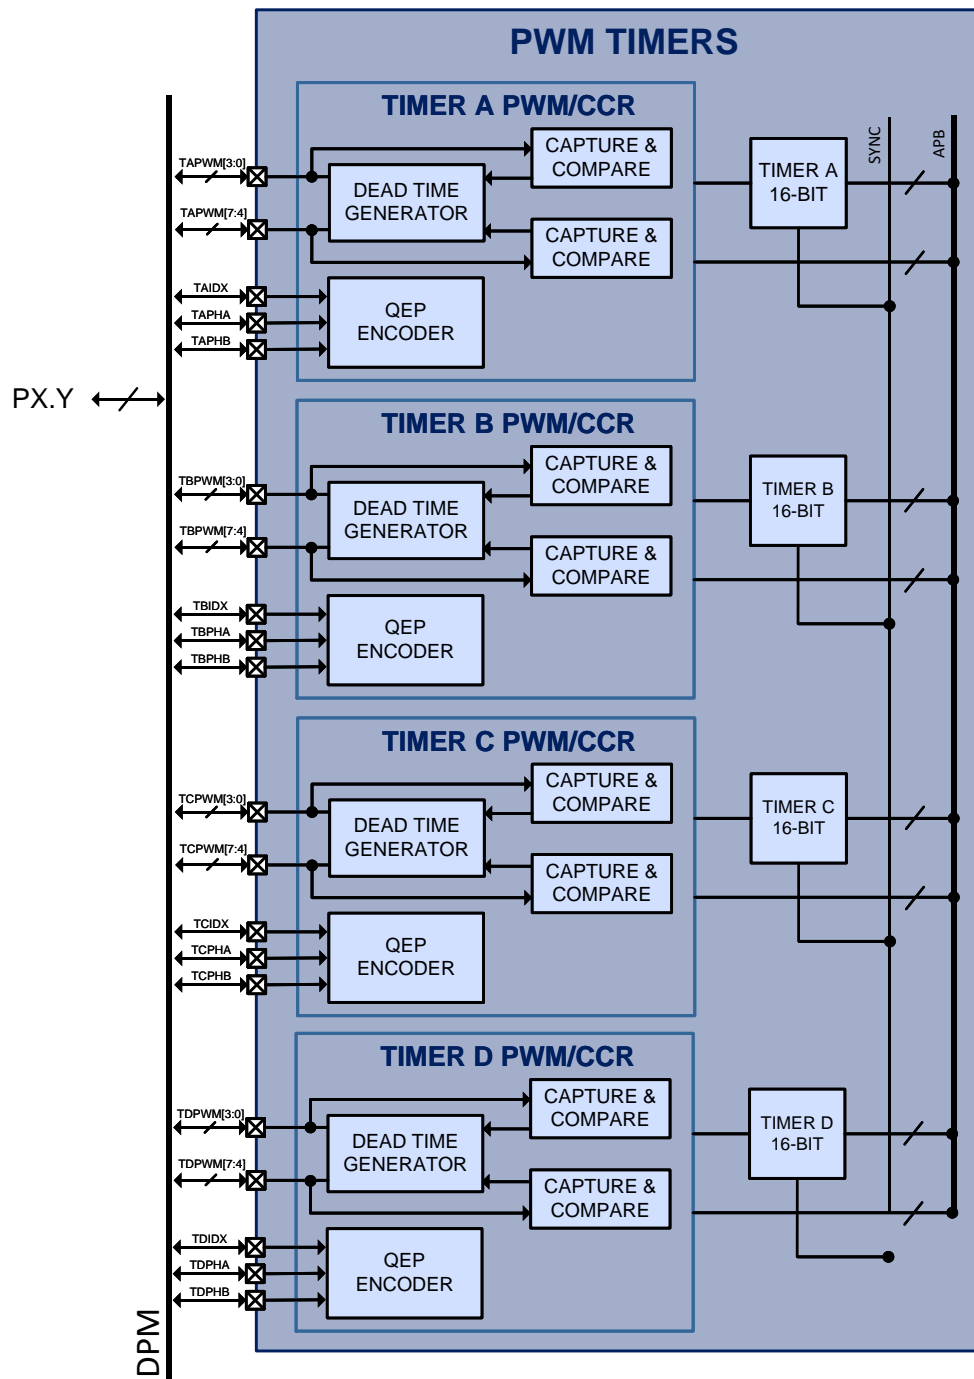 PWM TIMERS
TIMER A PWM/CCR
SYNC
APB
TAPWM[3:0]
CAPTURE &
COMPARE
TIMER A
16-BIT
DEAD TIME
GENERATOR
TAPWM[7:4]
CAPTURE &
COMPARE
TAIDX
TAPHA
TAPHB
QEP
ENCODER
PX.Y
TIMER B PWM/CCR
TBPWM[3:0]
CAPTURE &
COMPARE
TIMER B
16-BIT
DEAD TIME
GENERATOR
TBPWM[7:4]
CAPTURE &
COMPARE
TBIDX
TBPHA
TBPHB
QEP
ENCODER
TIMER C PWM/CCR
TCPWM[3:0]
CAPTURE &
COMPARE
TIMER C
16-BIT
DEAD TIME
GENERATOR
TCPWM[7:4]
CAPTURE &
COMPARE
TCIDX
TCPHA
TCPHB
QEP
ENCODER
TIMER D PWM/CCR
TDPWM[3:0]
CAPTURE &
COMPARE
TIMER D
16-BIT
DEAD TIME
GENERATOR
TDPWM[7:4]
CAPTURE &
COMPARE
TDIDX
TDPHA
TDPHB
QEP
ENCODER
DPM